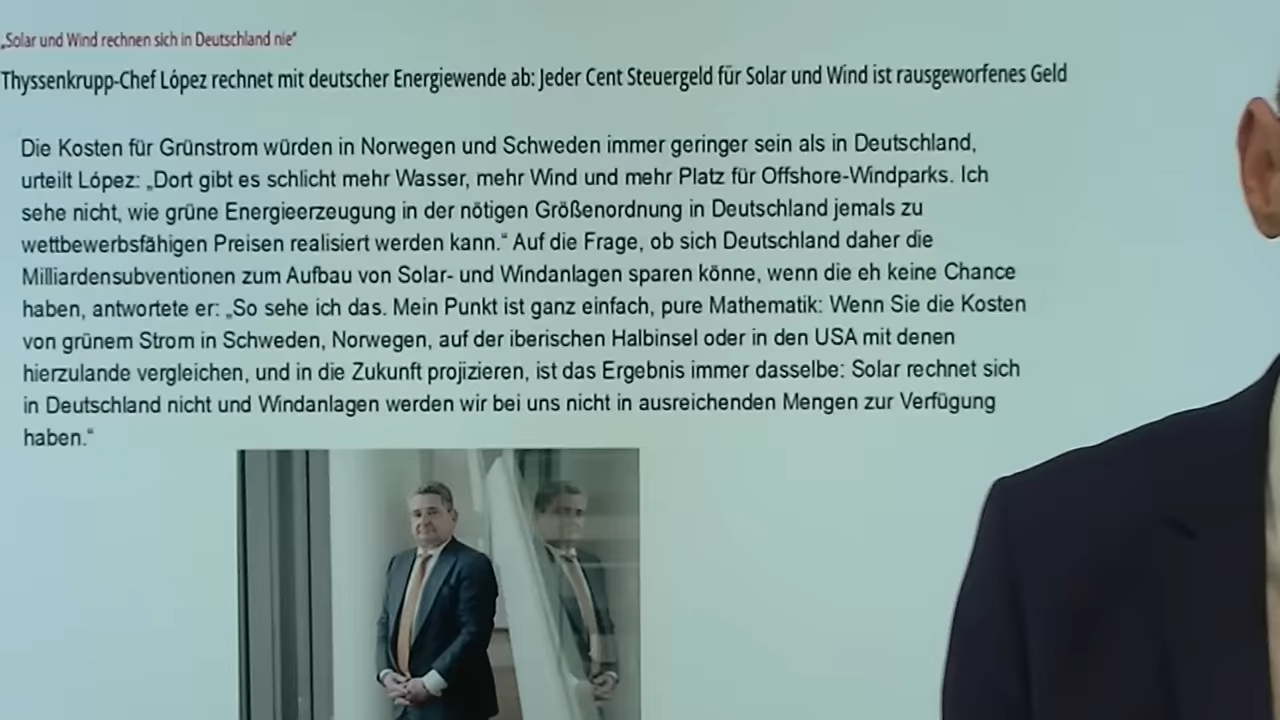 „Solar und Wind rechnen sich in Deutschland nie“
Thyssenkrupp-Chef López rechnet mit deutscher Energiewende ab: Jeder Cent Steuergeld für Solar und Wind ist rausgeworfenes Geld
Die Kosten für Grünstrom würden in Norwegen und Schweden immer geringer sein als in Deutschland,
urteilt López: „Dort gibt es schlicht mehr Wasser, mehr Wind und mehr Platz für Offshore-Windparks. Ich
sehe nicht, wie grüne Energieerzeugung in der nötigen Größenordnung in Deutschland jemals zu
wettbewerbsfähigen Preisen realisiert werden kann.“ Auf die Frage, ob sich Deutschland daher die
Milliardensubventionen zum Aufbau von Solar- und Windanlagen sparen könne, wenn die eh keine Chance
haben, antwortete er: „So sehe ich das. Mein Punkt ist ganz einfach, pure Mathematik: Wenn Sie die Kosten
von grünem Strom in Schweden, Norwegen, auf der iberischen Halbinsel oder in den USA mit denen
hierzulande vergleichen, und in die Zukunft projizieren, ist das Ergebnis immer dasselbe: Solar rechnet sich
in Deutschland nicht und Windanlagen werden wir bei uns nicht in ausreichenden Mengen zur Verfügung
haben.“